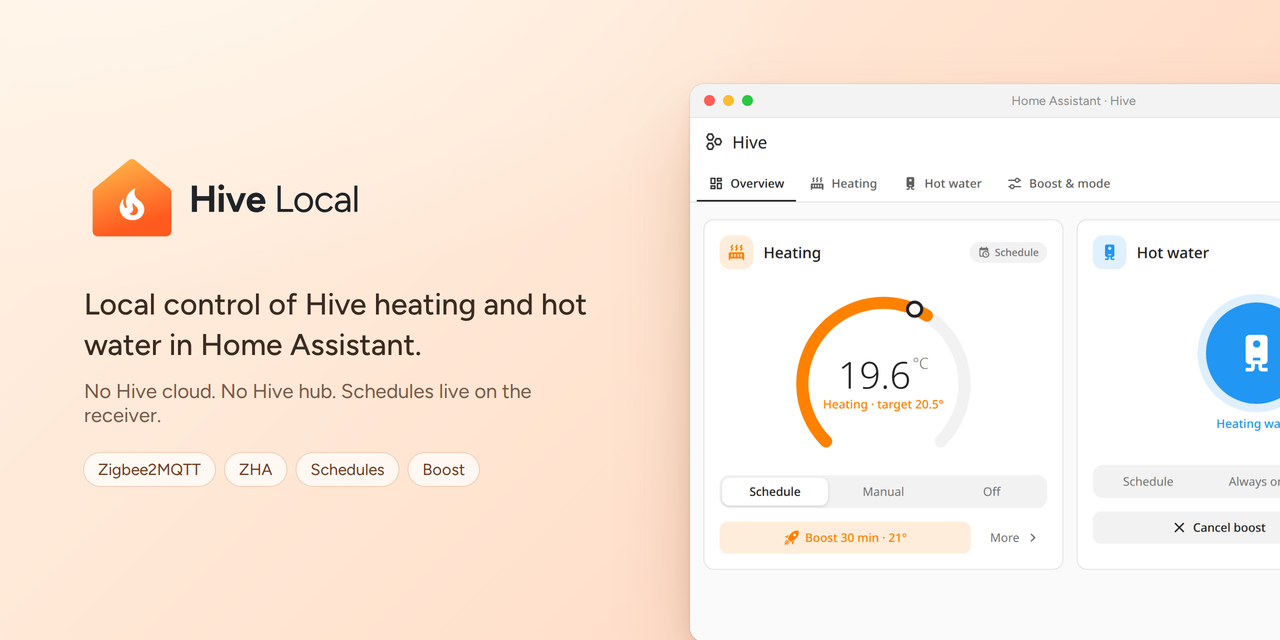 Hive Local
Local control of Hive heating and hot
water in Home Assistant.
No Hive cloud. No Hive hub. Schedules live on the
receiver.
Zigbee2MQTT
ZHA
Schedules
Boost
Home Assistant · Hive
Hive
Overview
Heating
Hot water
Boost & mode
Heating
Schedule
19.6 °C
Heating · target 20.5°
Schedule
Manual
Off
Boost 30 min · 21°
More
Hot water
Heating wa
Schedule
Always o
Cancel boost